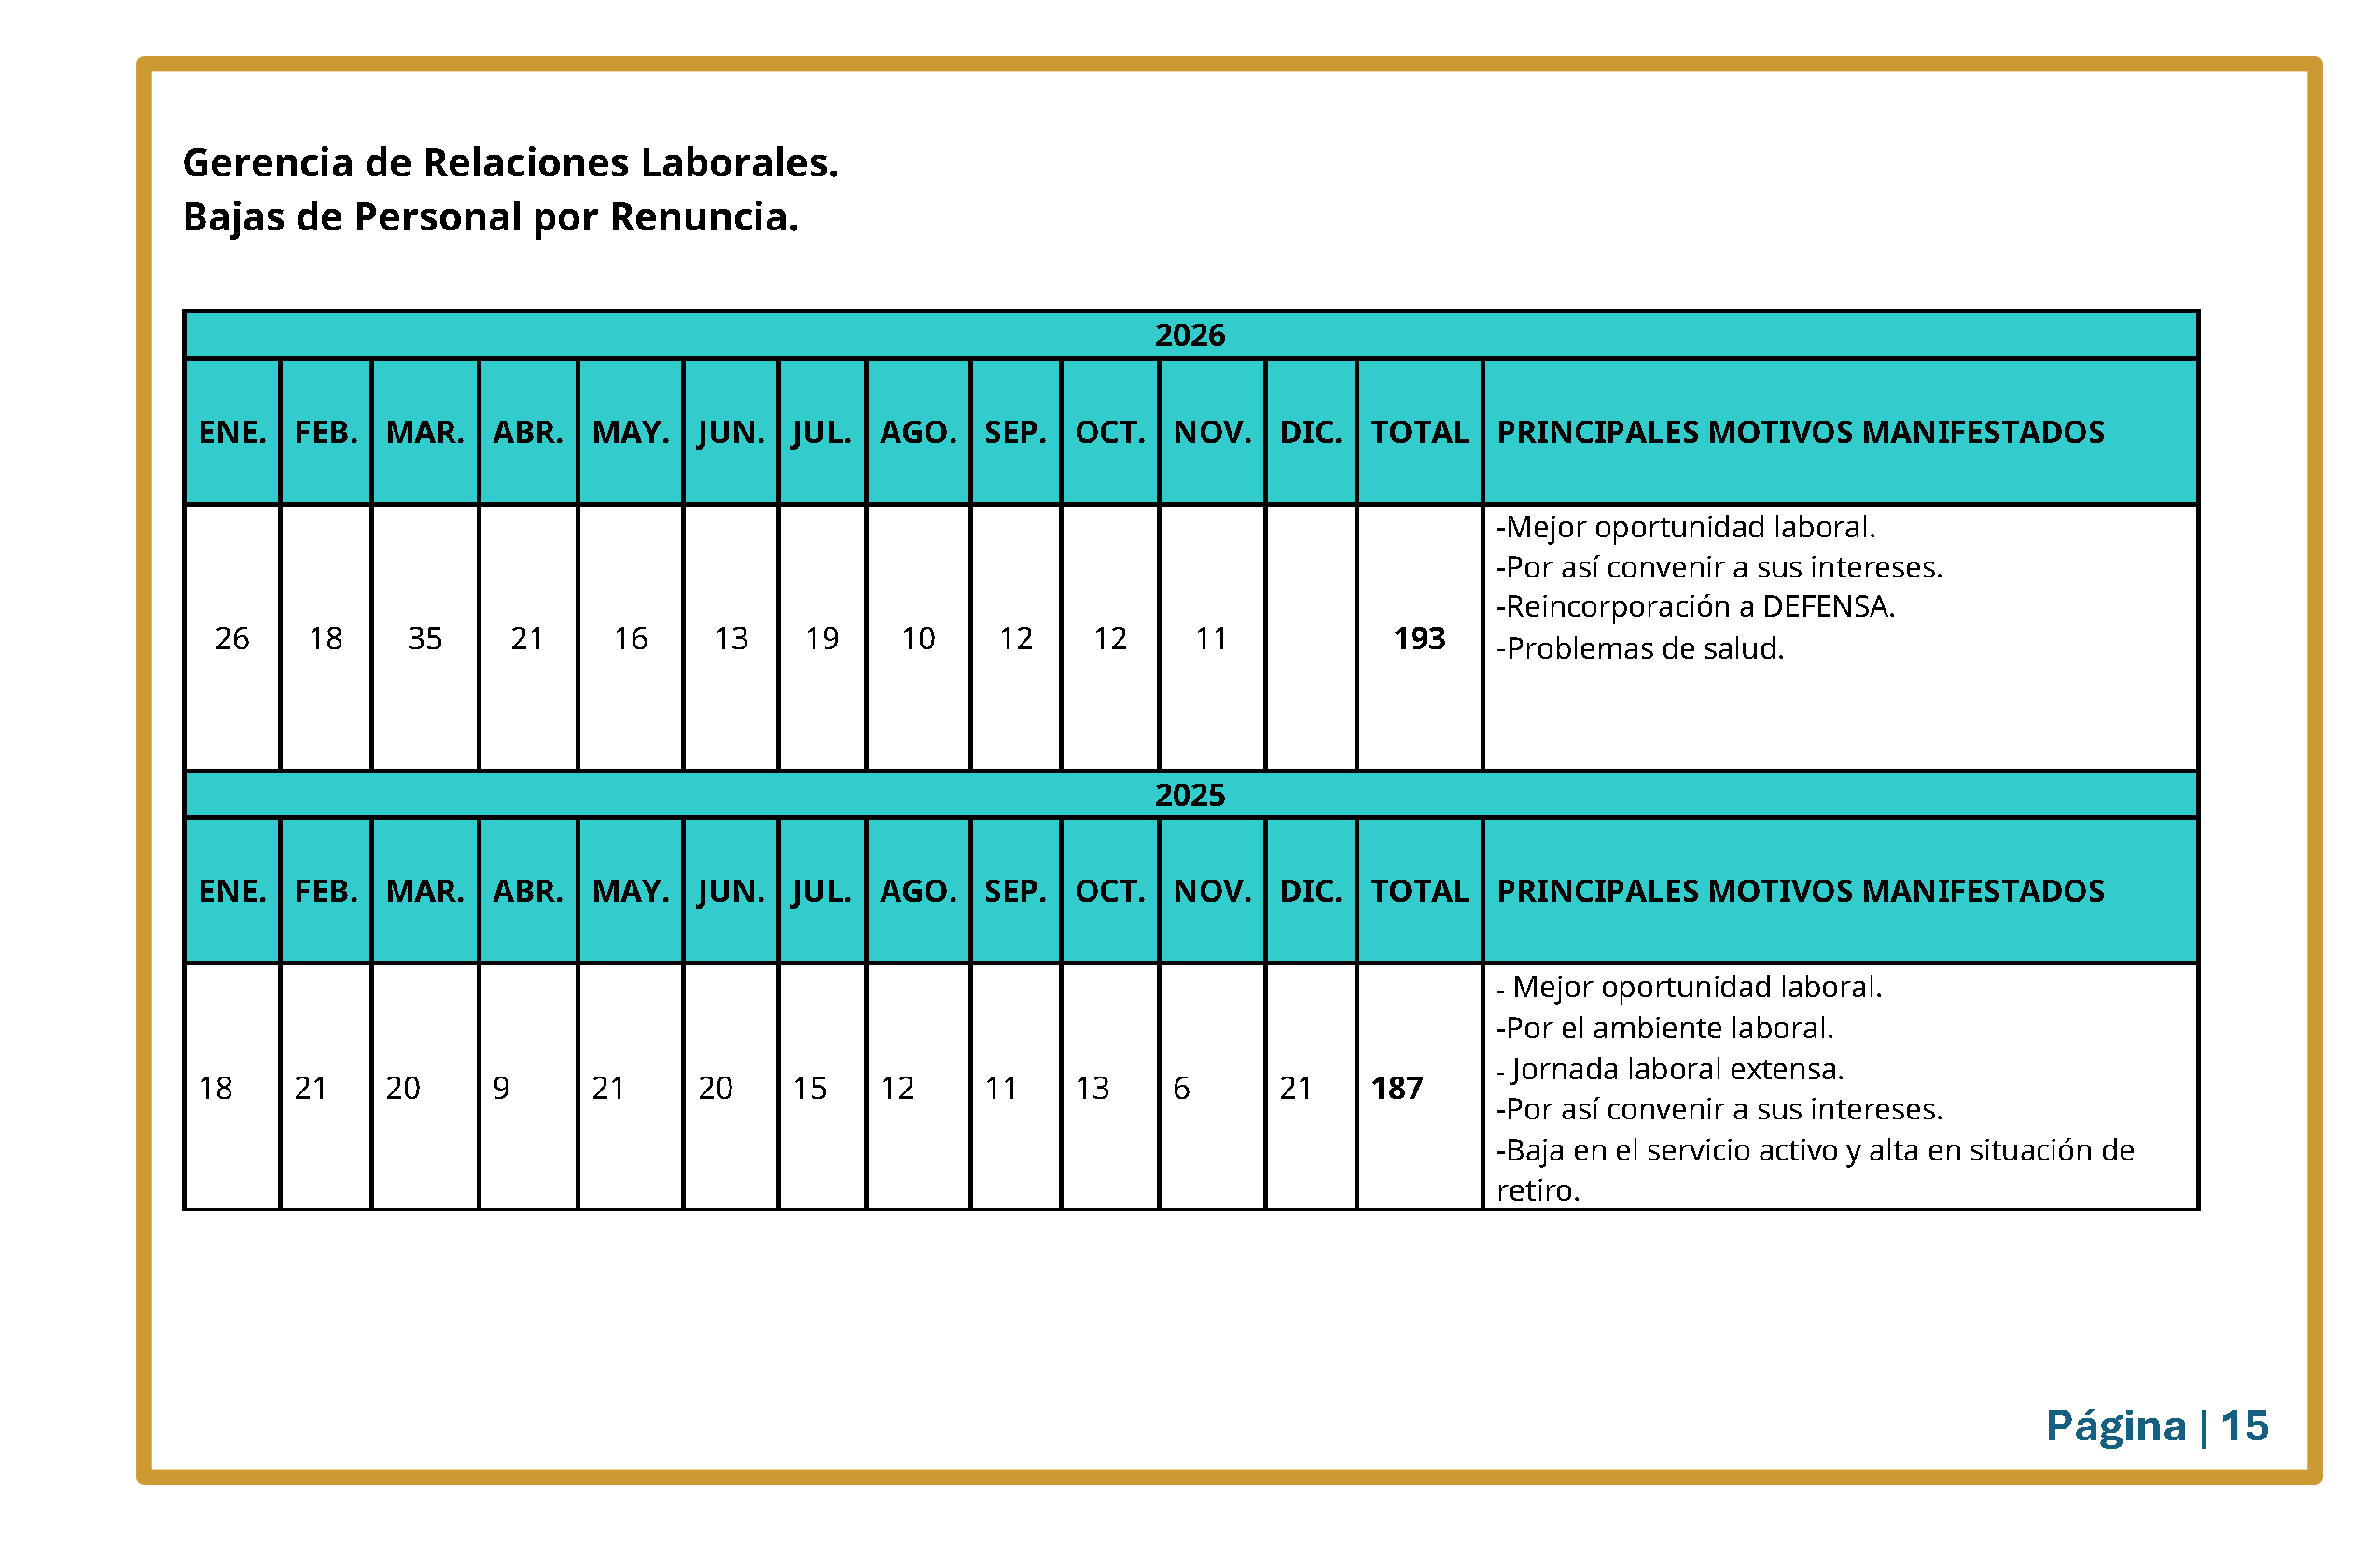 Gerencia de Relaciones Laborales.
Bajas de Personal por Renuncia.
2026
ENE. FEB. MAR. ABR. MAY. JUN. JUL. AGO. SEP. OCT. NOV. DIC. TOTAL PRINCIPALES MOTIVOS MANIFESTADOS
26 18 35 21 16 13 19 10 12 12 11 193
-Mejor oportunidad laboral.
-Por así convenir a sus intereses.
-Reincorporación a DEFENSA.
-Problemas de salud.
2025
ENE. FEB. MAR. ABR. MAY. JUN. JUL. AGO. SEP. OCT. NOV. DIC. TOTAL PRINCIPALES MOTIVOS MANIFESTADOS
18 21 20 9 21 20 15 12 11 13 6 21 187
- Mejor oportunidad laboral.
-Por el ambiente laboral.
- Jornada laboral extensa.
-Por así convenir a sus intereses.
-Baja en el servicio activo y alta en situación de
retiro.
Página | 15